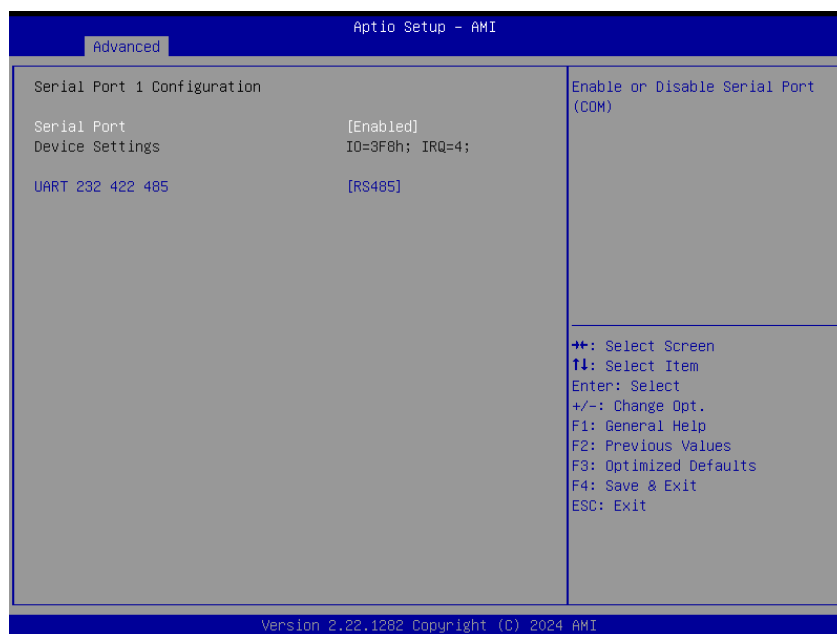 Aptio Setup - AMI
Advanced
Serial Port 1 Configuration
Serial Port [Enabled]
Device Settings IO=3F8h; IRQ=4;
UART 232 422 485 [RS485]
Enable or Disable Serial Port
(COM)
→←: Select Screen
↑↓: Select Item
Enter: Select
+/-: Change Opt.
F1: General Help
F2: Previous Values
F3: Optimized Defaults
F4: Save & Exit
ESC: Exit
Version 2.22.1282 Copyright (C) 2024 AMI